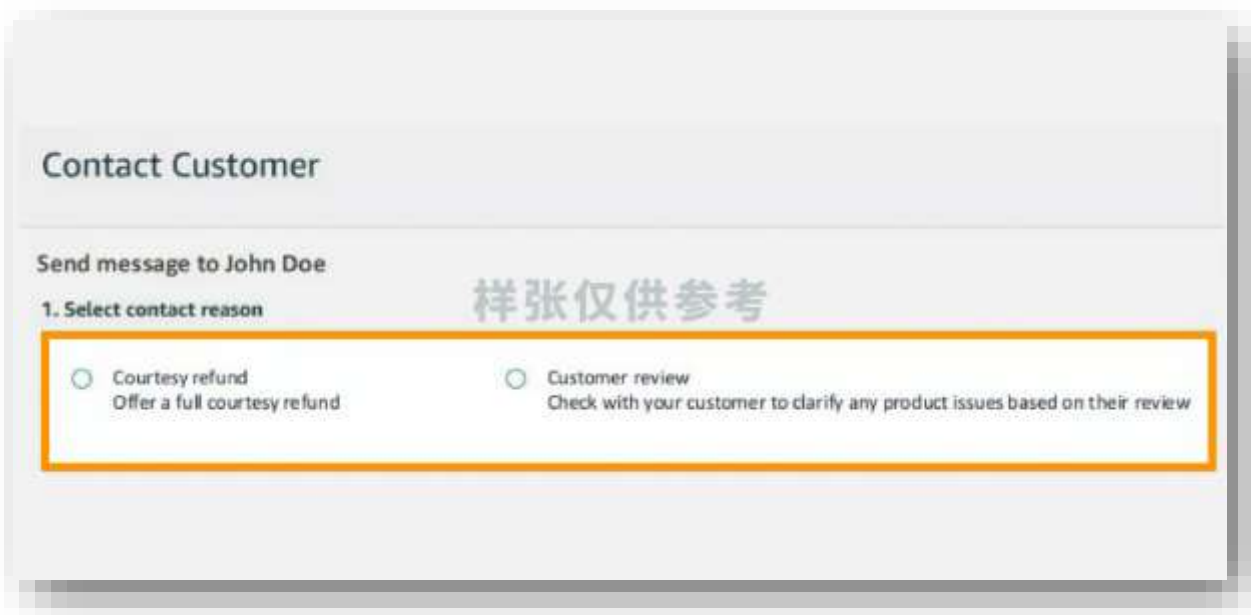 Contact Customer
Send message to John Doe
样张仅供参考
1. Select contact reason
Courtesy refund
Offer a full courtesy refund
Customer review
Check with your customer to clarify any product issues based on their review